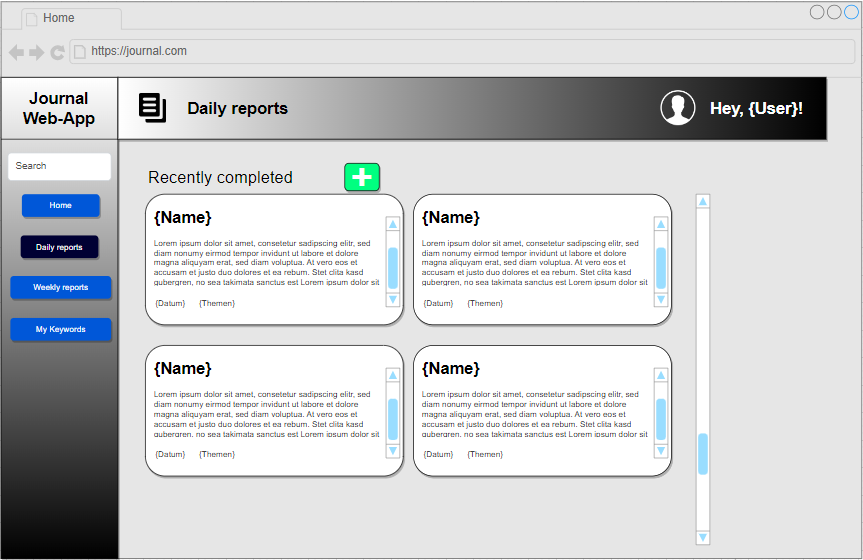 Home
https://journal.com
Journal
Web-App
Daily reports
Hey, {User}!
Search
Home
Daily reports
Weekly reports
My Keywords
Recently completed
{Name}
Lorem ipsum dolor sit amet, consetetur sadipscing elitr, sed
diam nonumy eirmod tempor invidunt ut labore et dolore
magna aliquyam erat, sed diam voluptua. At vero eos et
accusam et justo duo dolores et ea rebum. Stet clita kasd
gubergren, no sea takimata sanctus est Lorem ipsum dolor sit
{Datum} {Themen}
{Name}
Lorem ipsum dolor sit amet, consetetur sadipscing elitr, sed
diam nonumy eirmod tempor invidunt ut labore et dolore
magna aliquyam erat, sed diam voluptua. At vero eos et
accusam et justo duo dolores et ea rebum. Stet clita kasd
gubergren, no sea takimata sanctus est Lorem ipsum dolor sit
{Datum} {Themen}
{Name}
Lorem ipsum dolor sit amet, consetetur sadipscing elitr, sed
diam nonumy eirmod tempor invidunt ut labore et dolore
magna aliquyam erat, sed diam voluptua. At vero eos et
accusam et justo duo dolores et ea rebum. Stet clita kasd
gubergren, no sea takimata sanctus est Lorem ipsum dolor sit
{Datum} {Themen}
{Name}
Lorem ipsum dolor sit amet, consetetur sadipscing elitr, sed
diam nonumy eirmod tempor invidunt ut labore et dolore
magna aliquyam erat, sed diam voluptua. At vero eos et
accusam et justo duo dolores et ea rebum. Stet clita kasd
gubergren, no sea takimata sanctus est Lorem ipsum dolor sit
{Datum} {Themen}